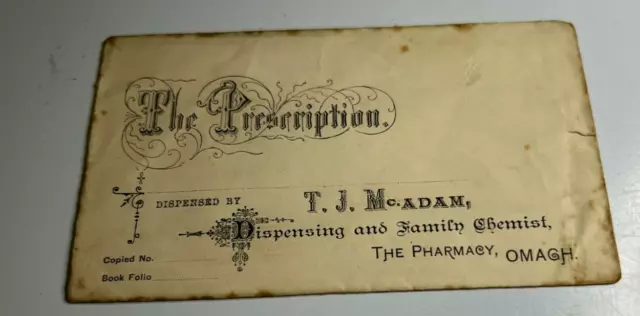 The Prescription.
DISPENSED BY T. J. McADAM,
Dispensing and Family Chemist,
THE PHARMACY, OMAGH.
Copied No.
Book Folio